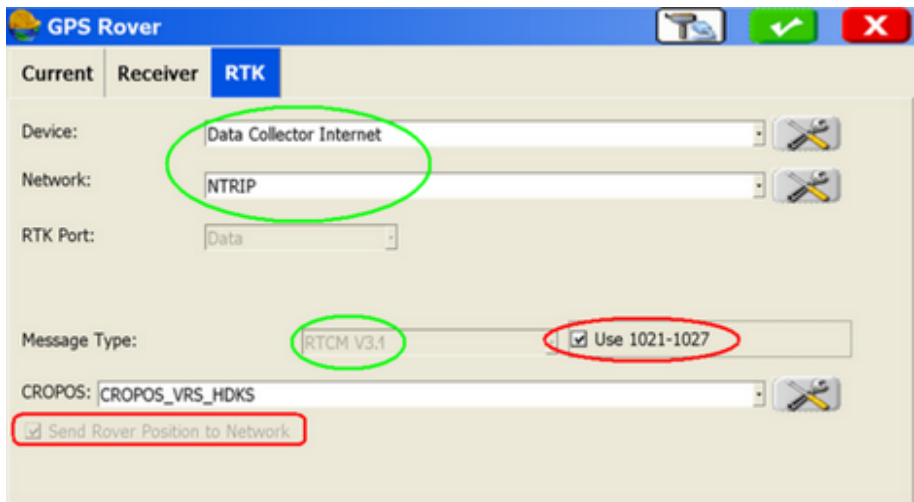 GPS Rover
Current Receiver RTK
Device: Data Collector Internet
Network: NTRIP
RTK Port: Data
Message Type: RTCM V3.1 Use 1021-1027
CROPOS: CROPOS_VRS_HDKS
Send Rover Position to Network